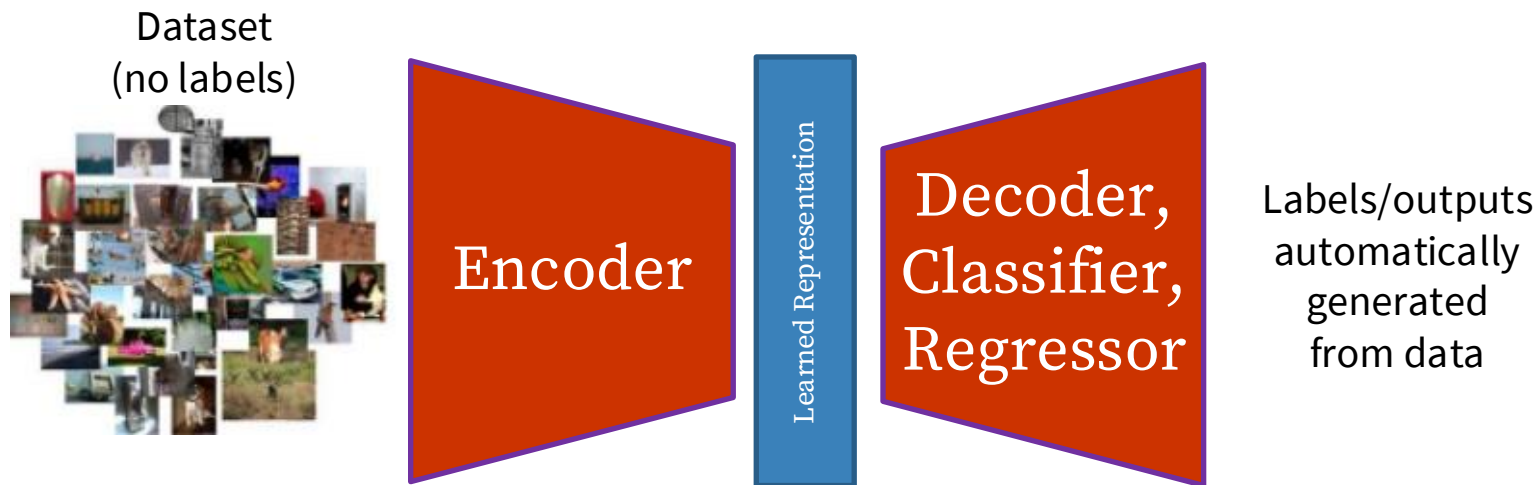 Dataset
(no labels)
Encoder
Learned Representation
Decoder,
Classifier,
Regressor
Labels/outputs
automatically
generated
from data